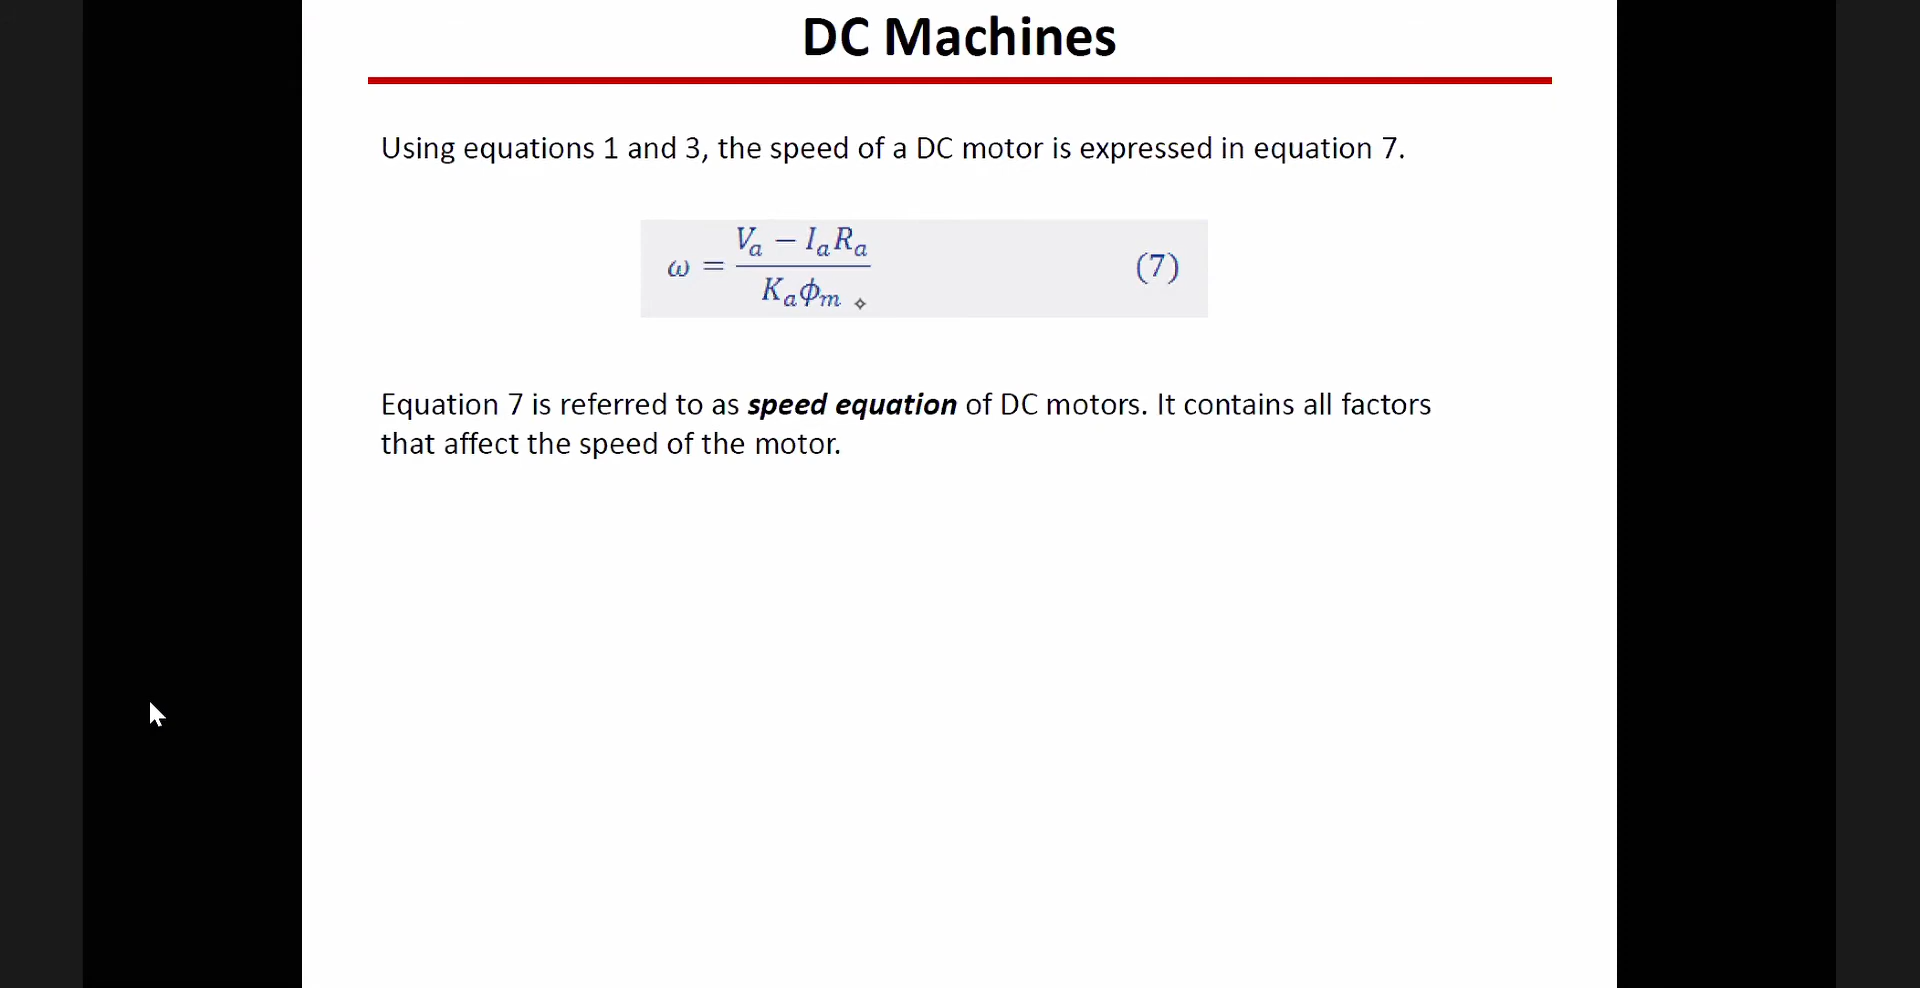 DC Machines
Using equations 1 and 3, the speed of a DC motor is expressed in equation 7.
ω = (V_a − I_a R_a) / (K_a ϕ_m) (7)
Equation 7 is referred to as speed equation of DC motors. It contains all factors
that affect the speed of the motor.